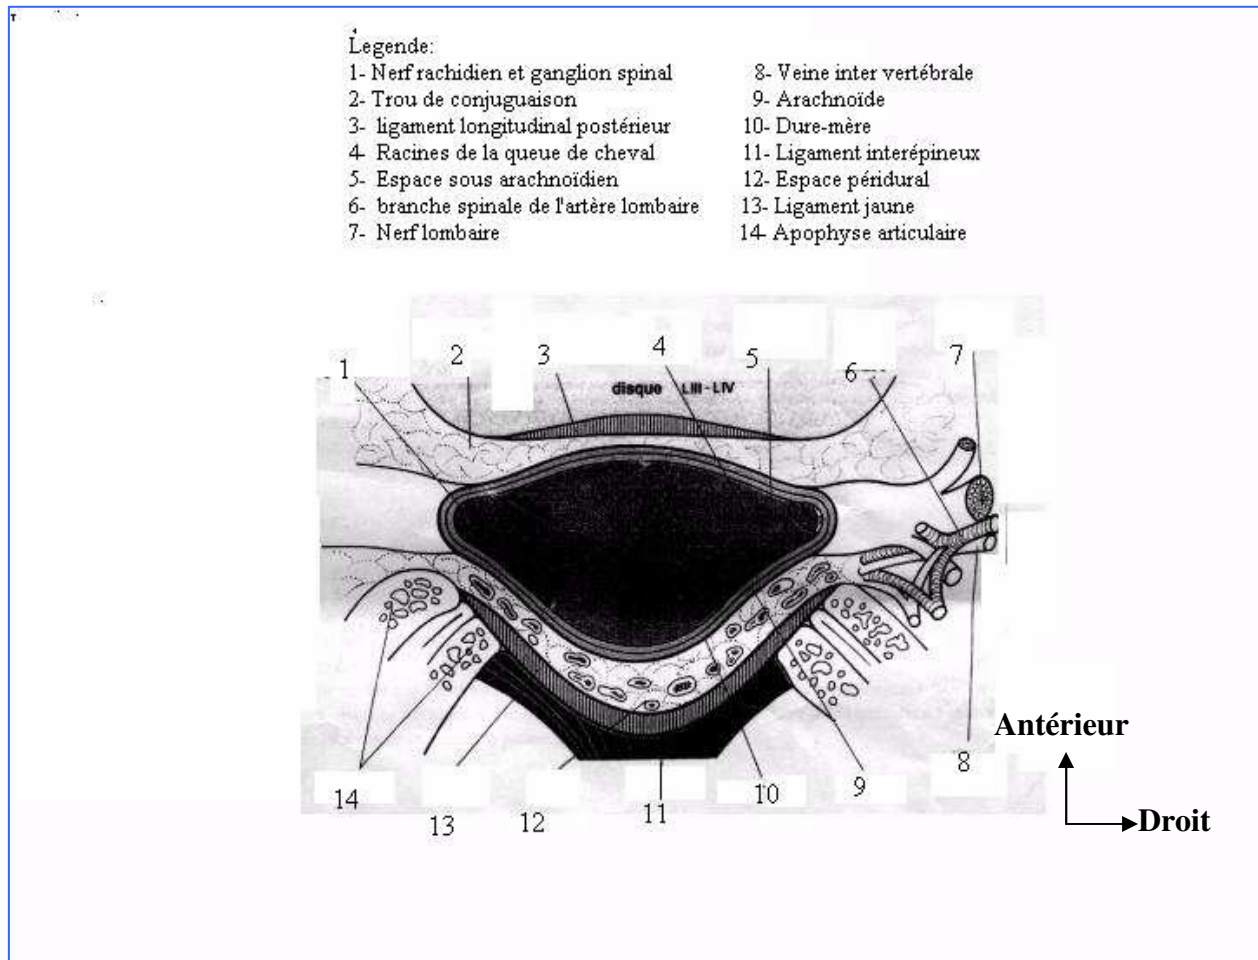 Legende:
1- Nerf rachidien et ganglion spinal
2- Trou de conjuguaison
3- ligament longitudinal postérieur
4- Racines de la queue de cheval
5- Espace sous arachnoïdien
6- branche spinale de l'artère lombaire
7- Nerf lombaire
8- Veine inter vertébrale
9- Arachnoïde
10- Dure-mère
11- Ligament interépineux
12- Espace péridural
13- Ligament jaune
14- Apophyse articulaire
1 2 3 4 5 6 7
disque LIII - LIV
Antérieur
Droit
14 13 12 11 10 9 8